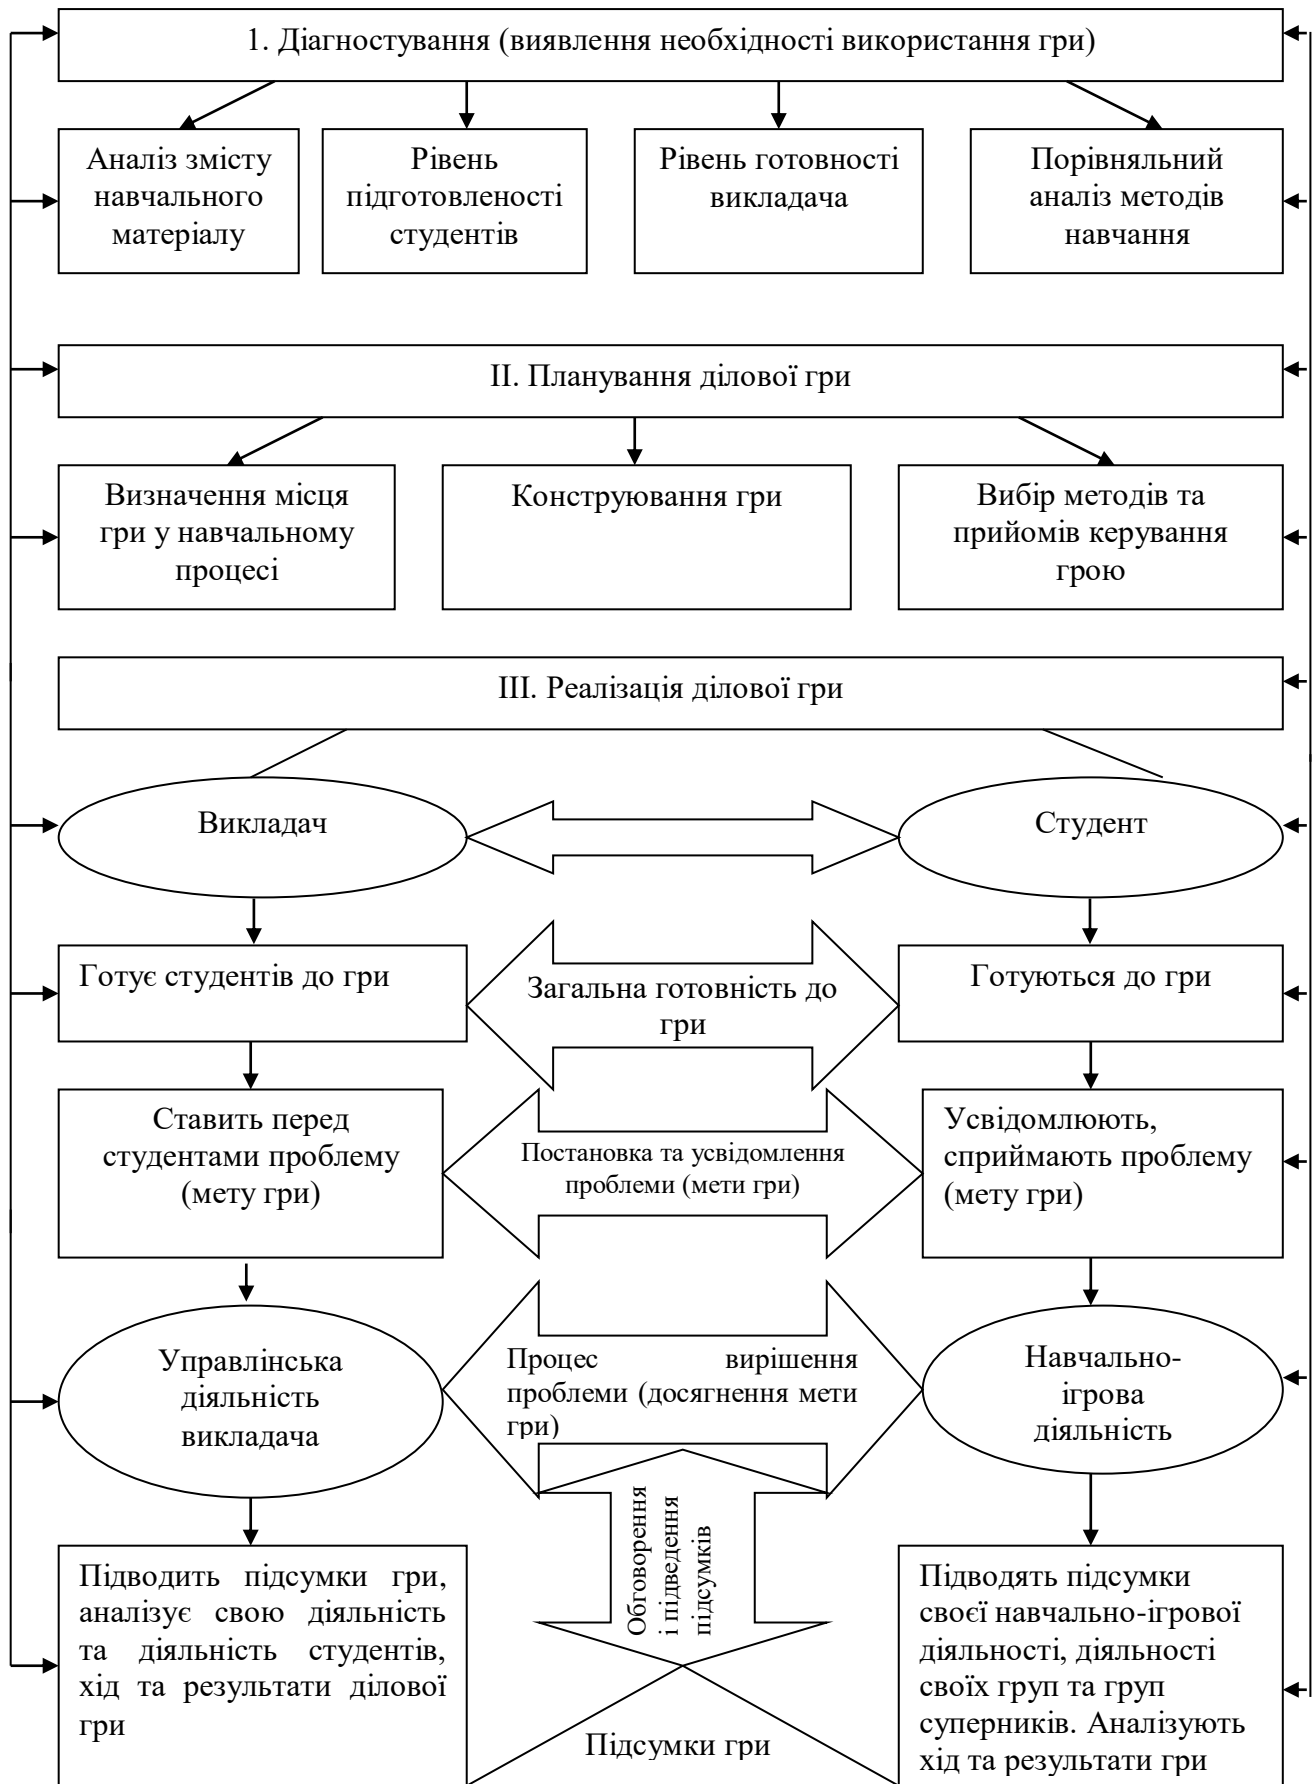 1. Діагностування (виявлення необхідності використання гри)
Аналіз змісту
навчального
матеріалу
Рівень
підготовленості
студентів
Рівень готовності
викладача
Порівняльний
аналіз методів
навчання
ІІ. Планування ділової гри
Визначення місця
гри у навчальному
процесі
Конструювання гри
Вибір методів та
прийомів керування
грою
ІІІ. Реалізація ділової гри
Викладач
Студент
Готує студентів до гри
Загальна готовність до
гри
Готуються до гри
Ставить перед
студентами проблему
(мету гри)
Постановка та усвідомлення
проблеми (мети гри)
Усвідомлюють,
сприймають проблему
(мету гри)
Управлінська
діяльність
викладача
Процес вирішення
проблеми (досягнення мети
гри)
Навчально-
ігрова
діяльність
Обговорення
і підведення
підсумків
Підводить підсумки гри,
аналізує свою діяльність
та діяльність студентів,
хід та результати ділової
гри
Підсумки гри
Підводять підсумки
своєї навчально-ігрової
діяльності, діяльності
своїх груп та груп
суперників. Аналізують
хід та результати гри